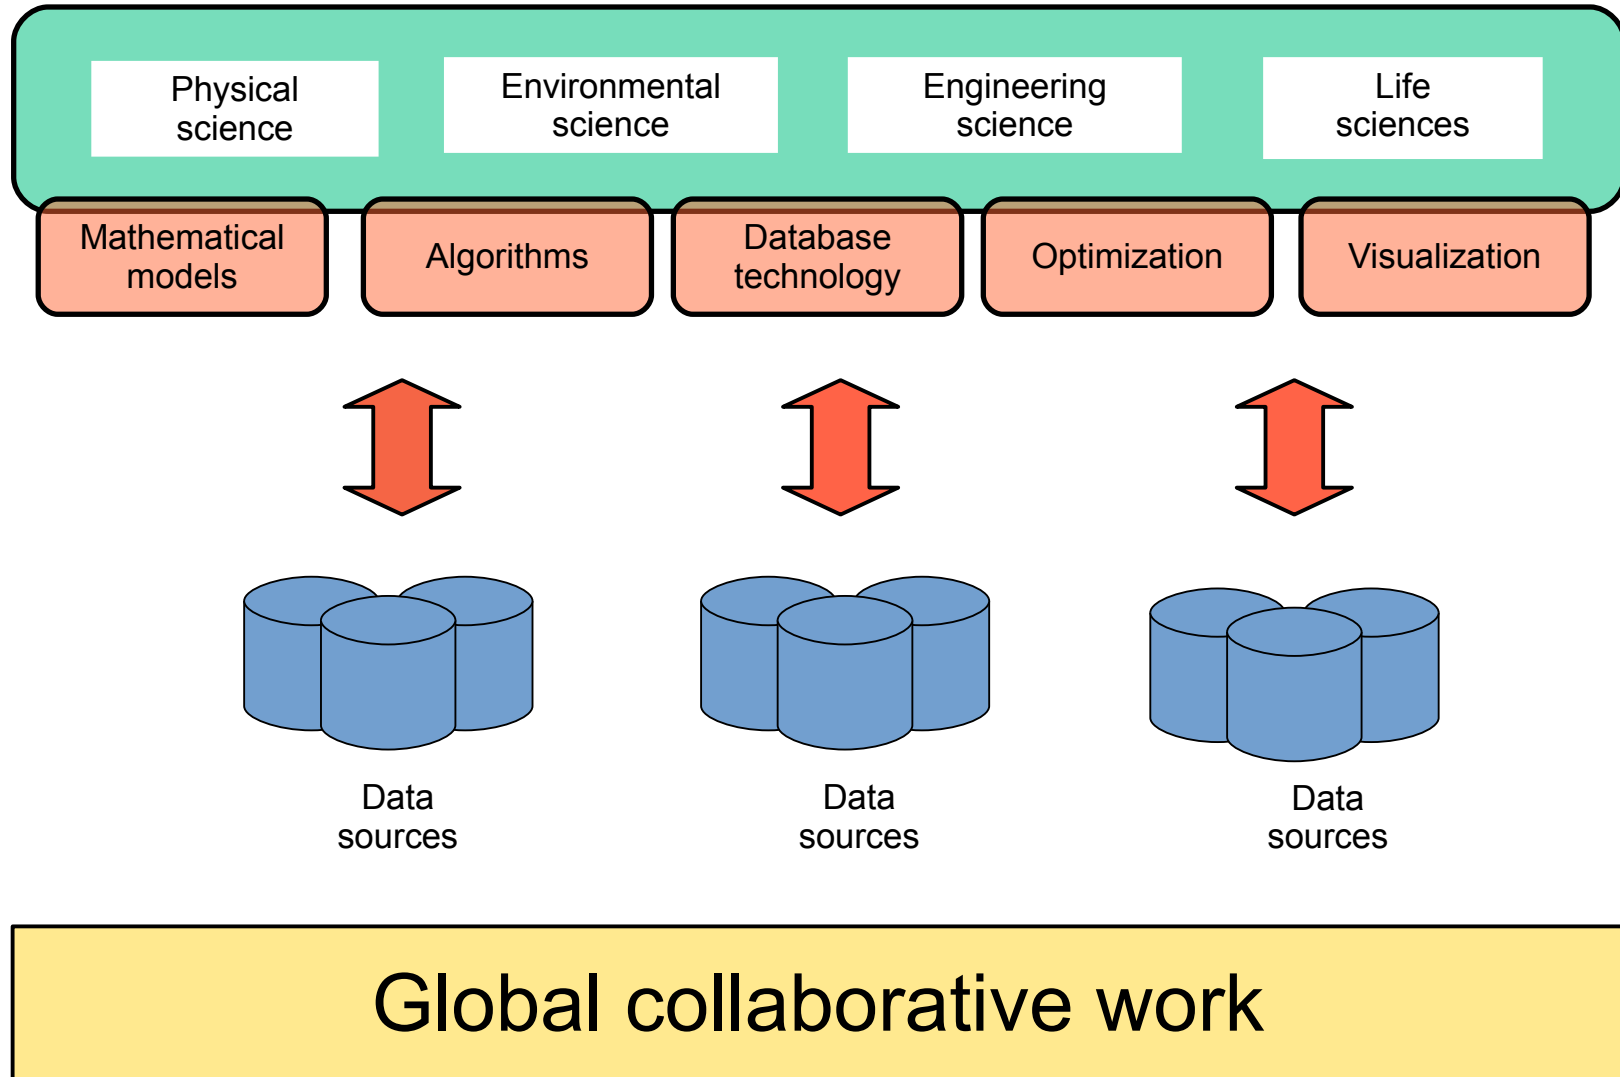 Physical
science
Environmental
science
Engineering
science
Life
sciences
Mathematical
models
Algorithms
Database
technology
Optimization
Visualization
Data
sources
Data
sources
Data
sources
Global collaborative work